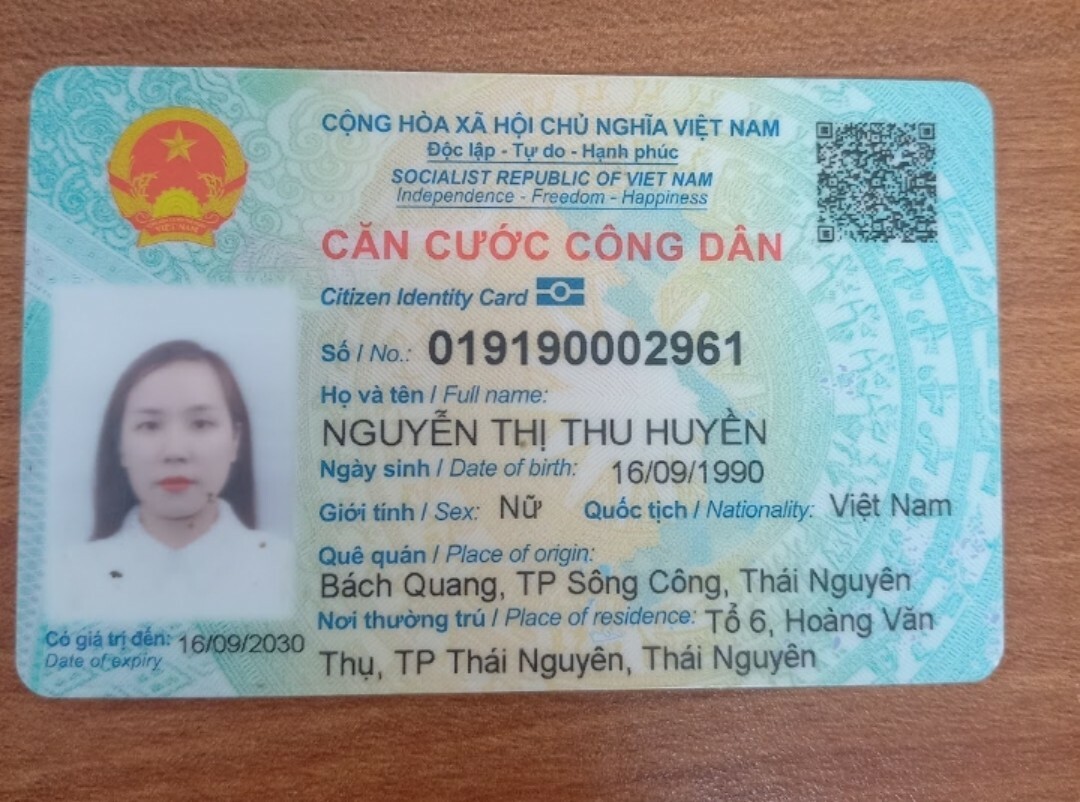 CỘNG HÒA XÃ HỘI CHỦ NGHĨA VIỆT NAM
Độc lập - Tự do - Hạnh phúc
SOCIALIST REPUBLIC OF VIET NAM
Independence - Freedom - Happiness
VIỆT NAM
CĂN CƯỚC CÔNG DÂN
Citizen Identity Card
Số / No.: 019190002961
Họ và tên / Full name:
NGUYỄN THỊ THU HUYỀN
Ngày sinh / Date of birth: 16/09/1990
Giới tính / Sex: Nữ Quốc tịch / Nationality: Việt Nam
Quê quán / Place of origin:
Bách Quang, TP Sông Công, Thái Nguyên
Nơi thường trú / Place of residence: Tổ 6, Hoàng Văn
Thụ, TP Thái Nguyên, Thái Nguyên
Có giá trị đến: 16/09/2030
Date of expiry